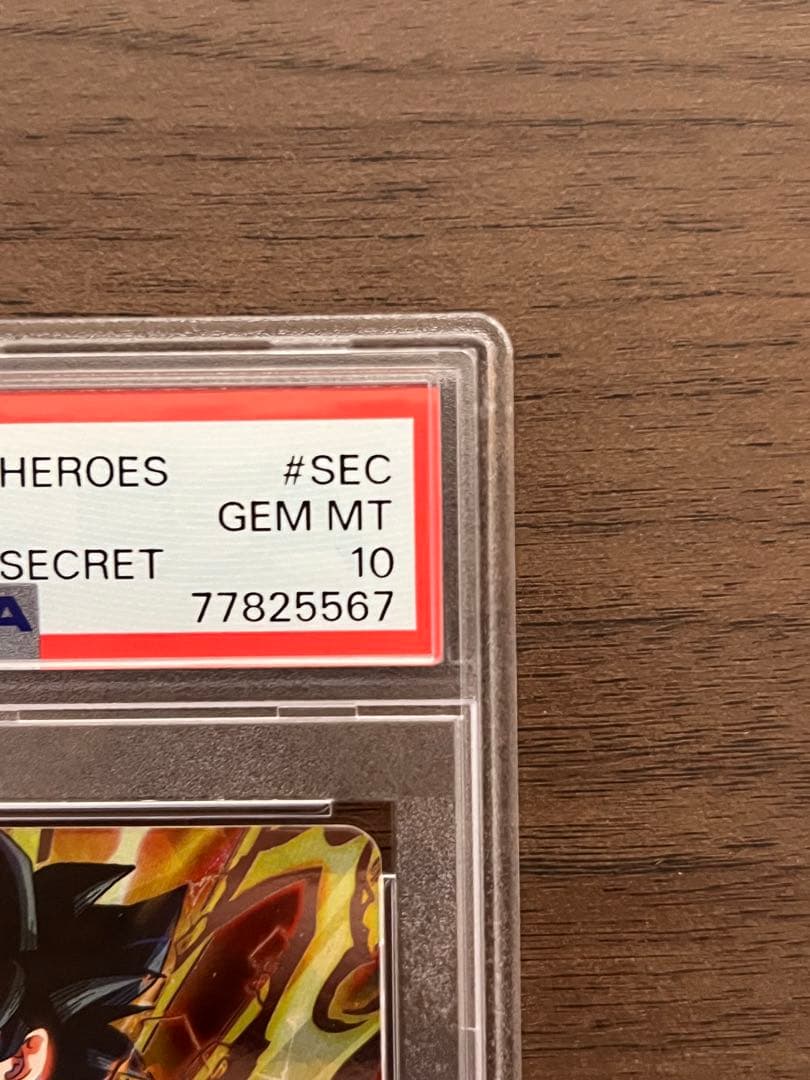 HEROES #SEC
GEM MT
SECRET 10
A 77825567